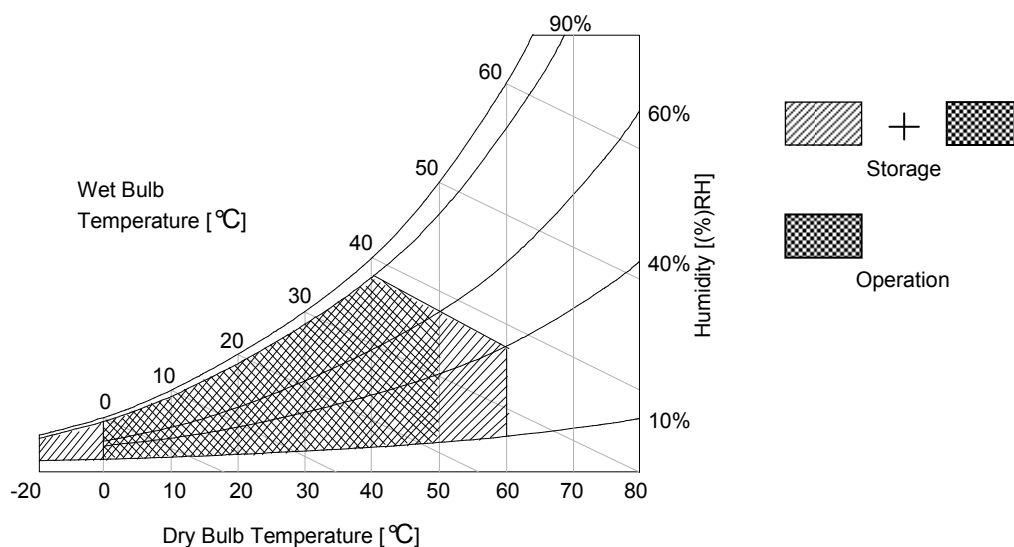 90%
60
60%
50
Wet Bulb
Temperature [℃]
40
30
20
10
0
40%
10%
Humidity [(%)RH]
-20 0 10 20 30 40 50 60 70 80
Dry Bulb Temperature [℃]
+
Storage
Operation